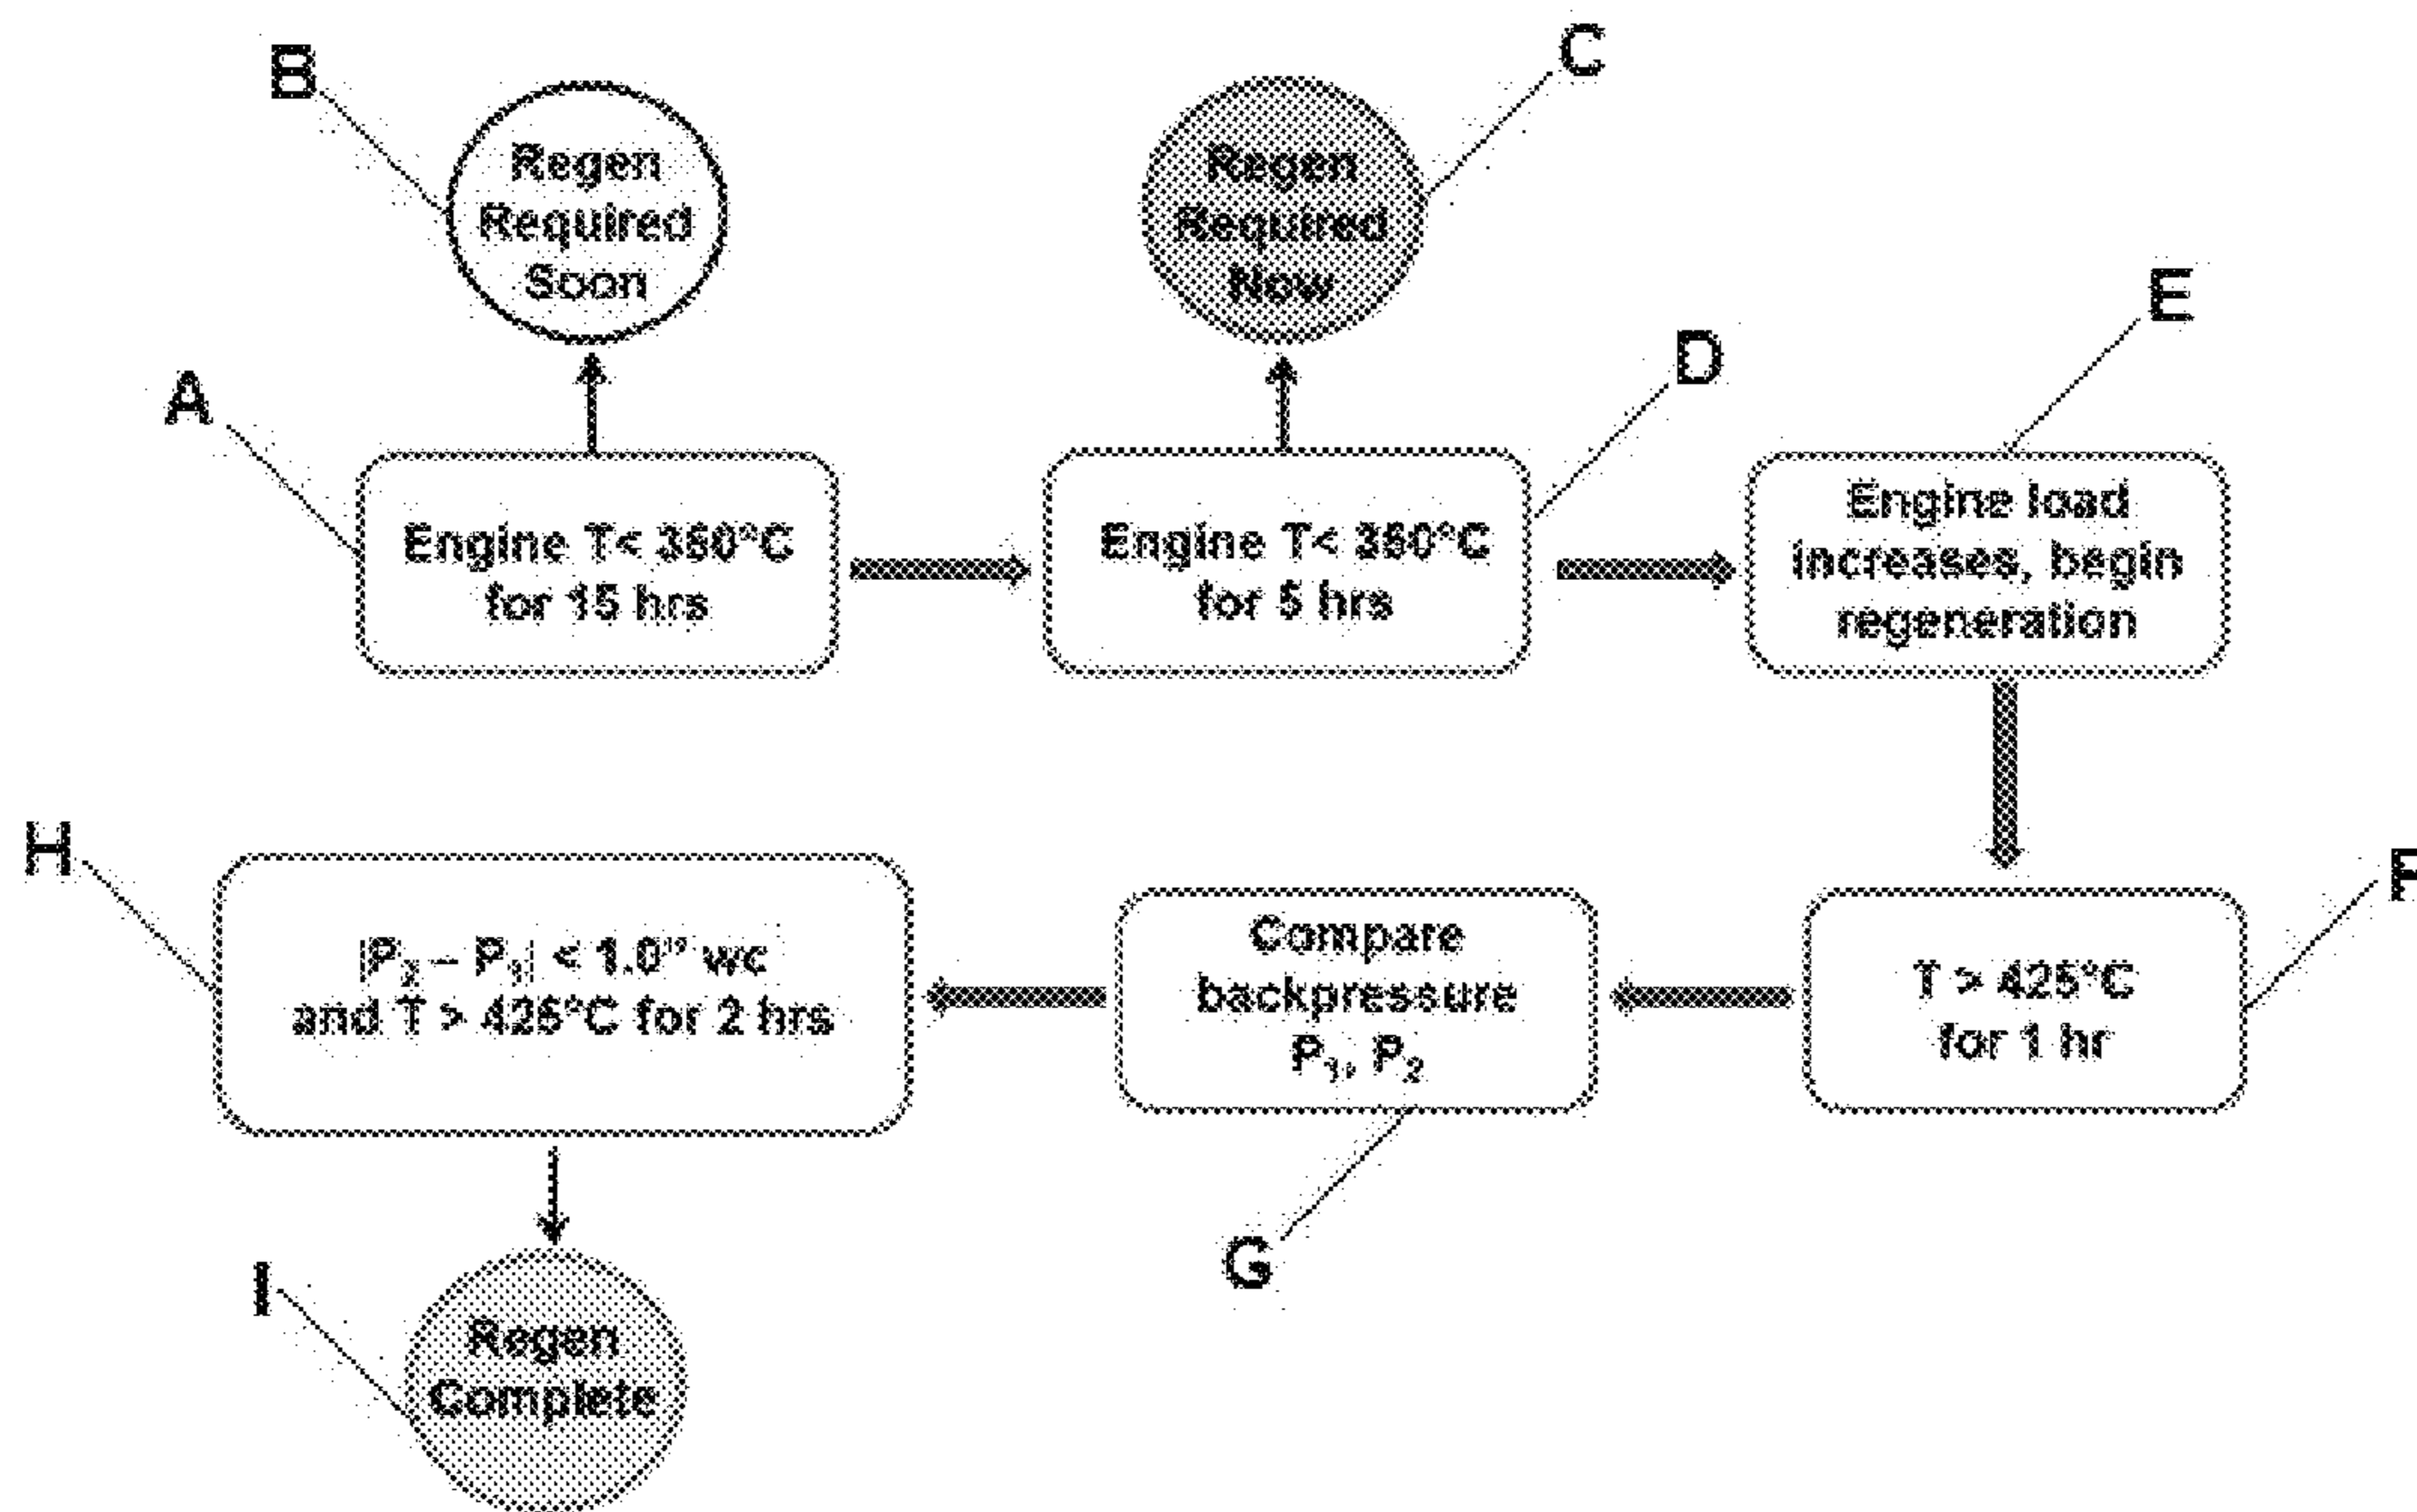 B
Regen
Required
Soon
C
Regen
Required
Now
A
Engine T< 350°C
for 15 hrs
D
Engine T< 350°C
for 5 hrs
E
Engine load
increases, begin
regeneration
H
|P₂ – P₁| < 1.0" wc
and T > 425°C for 2 hrs
G
Compare
backpressure
P₁, P₂
F
T > 425°C
for 1 hr
I
Regen
Complete